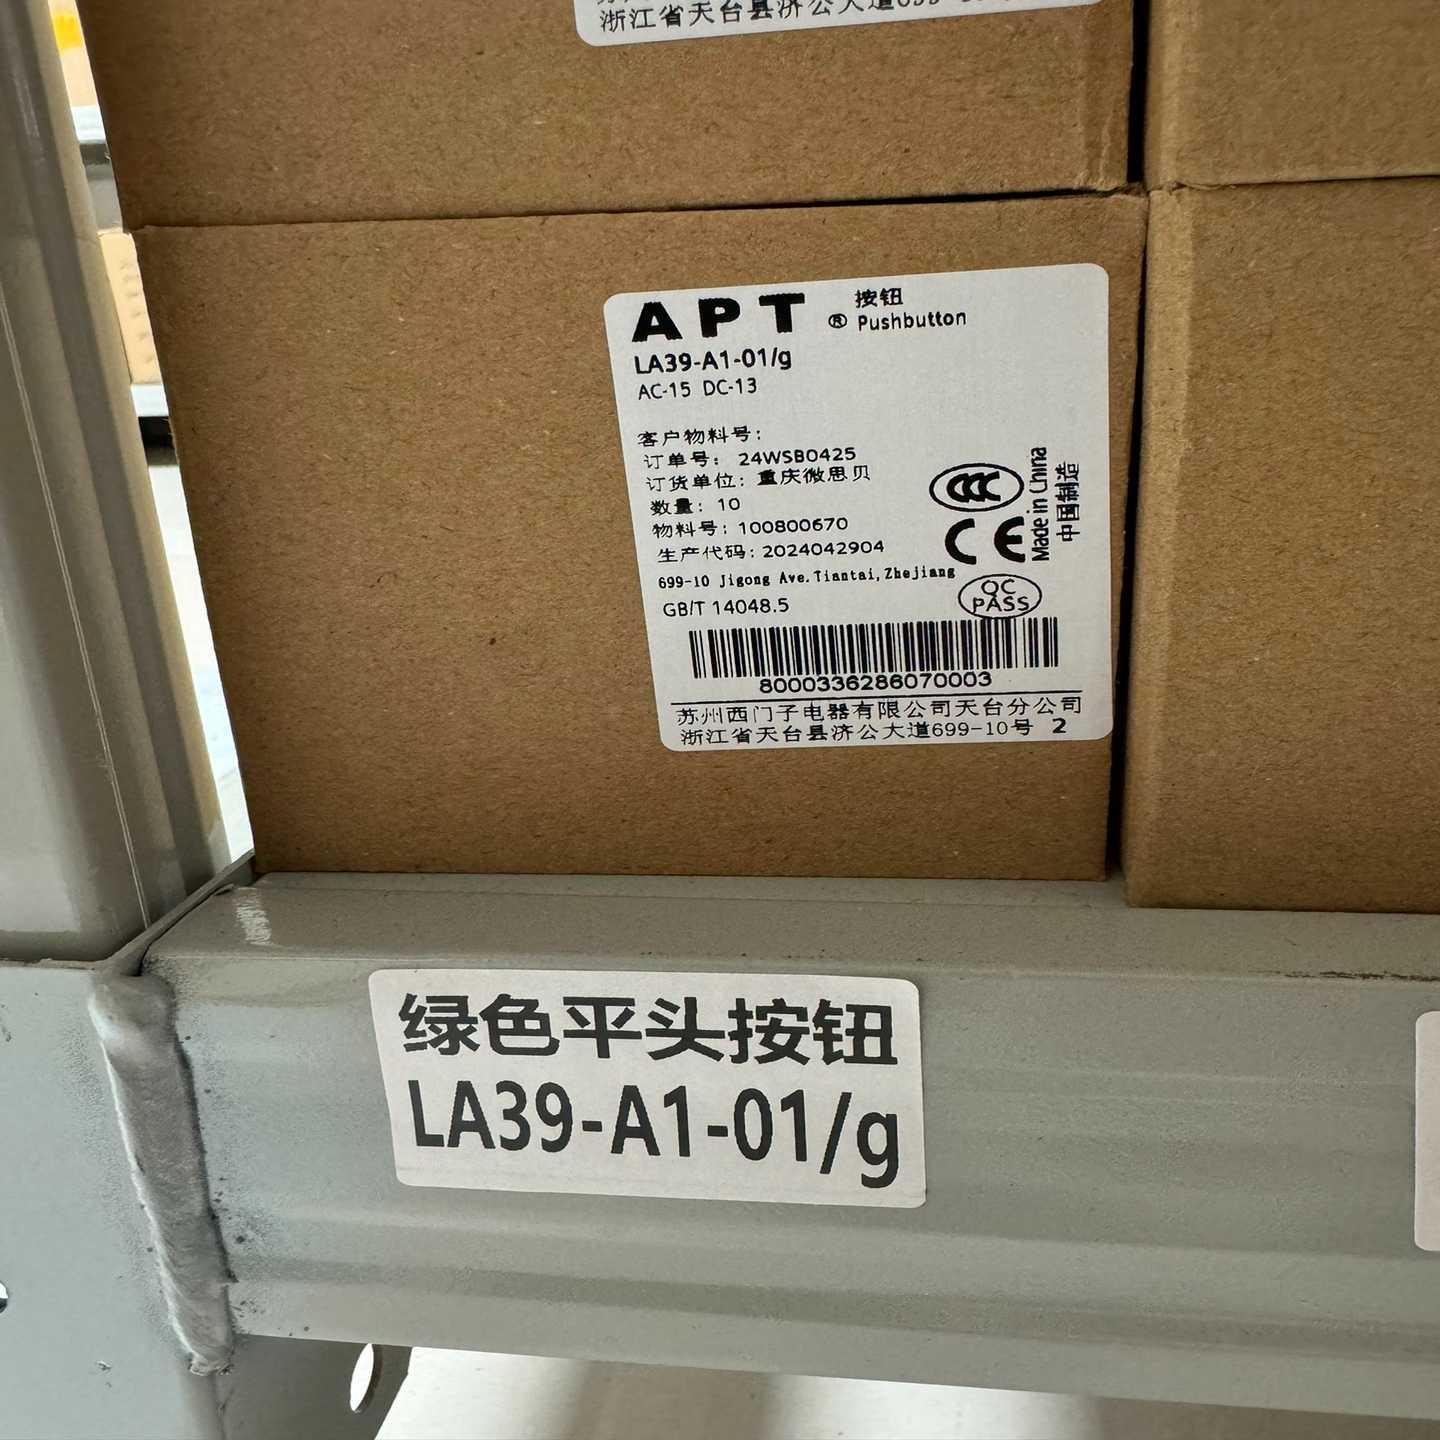 浙江省天台县济公大道699-
APT ® 按钮
Pushbutton
LA39-A1-01/g
AC-15 DC-13
客户物料号：
订单号： 24WSB0425
订货单位：重庆微思贝
数量： 10
物料号：100800670
生产代码：2024042904
699-10 Jigong Ave.Tiantai,Zhejiang
GB/T 14048.5
CCC
CE
Made in China
中国制造
QC
PASS
80003362860​70003
苏州西门子电器有限公司天台分公司
浙江省天台县济公大道699-10号 2
绿色平头按钮
LA39-A1-01/g